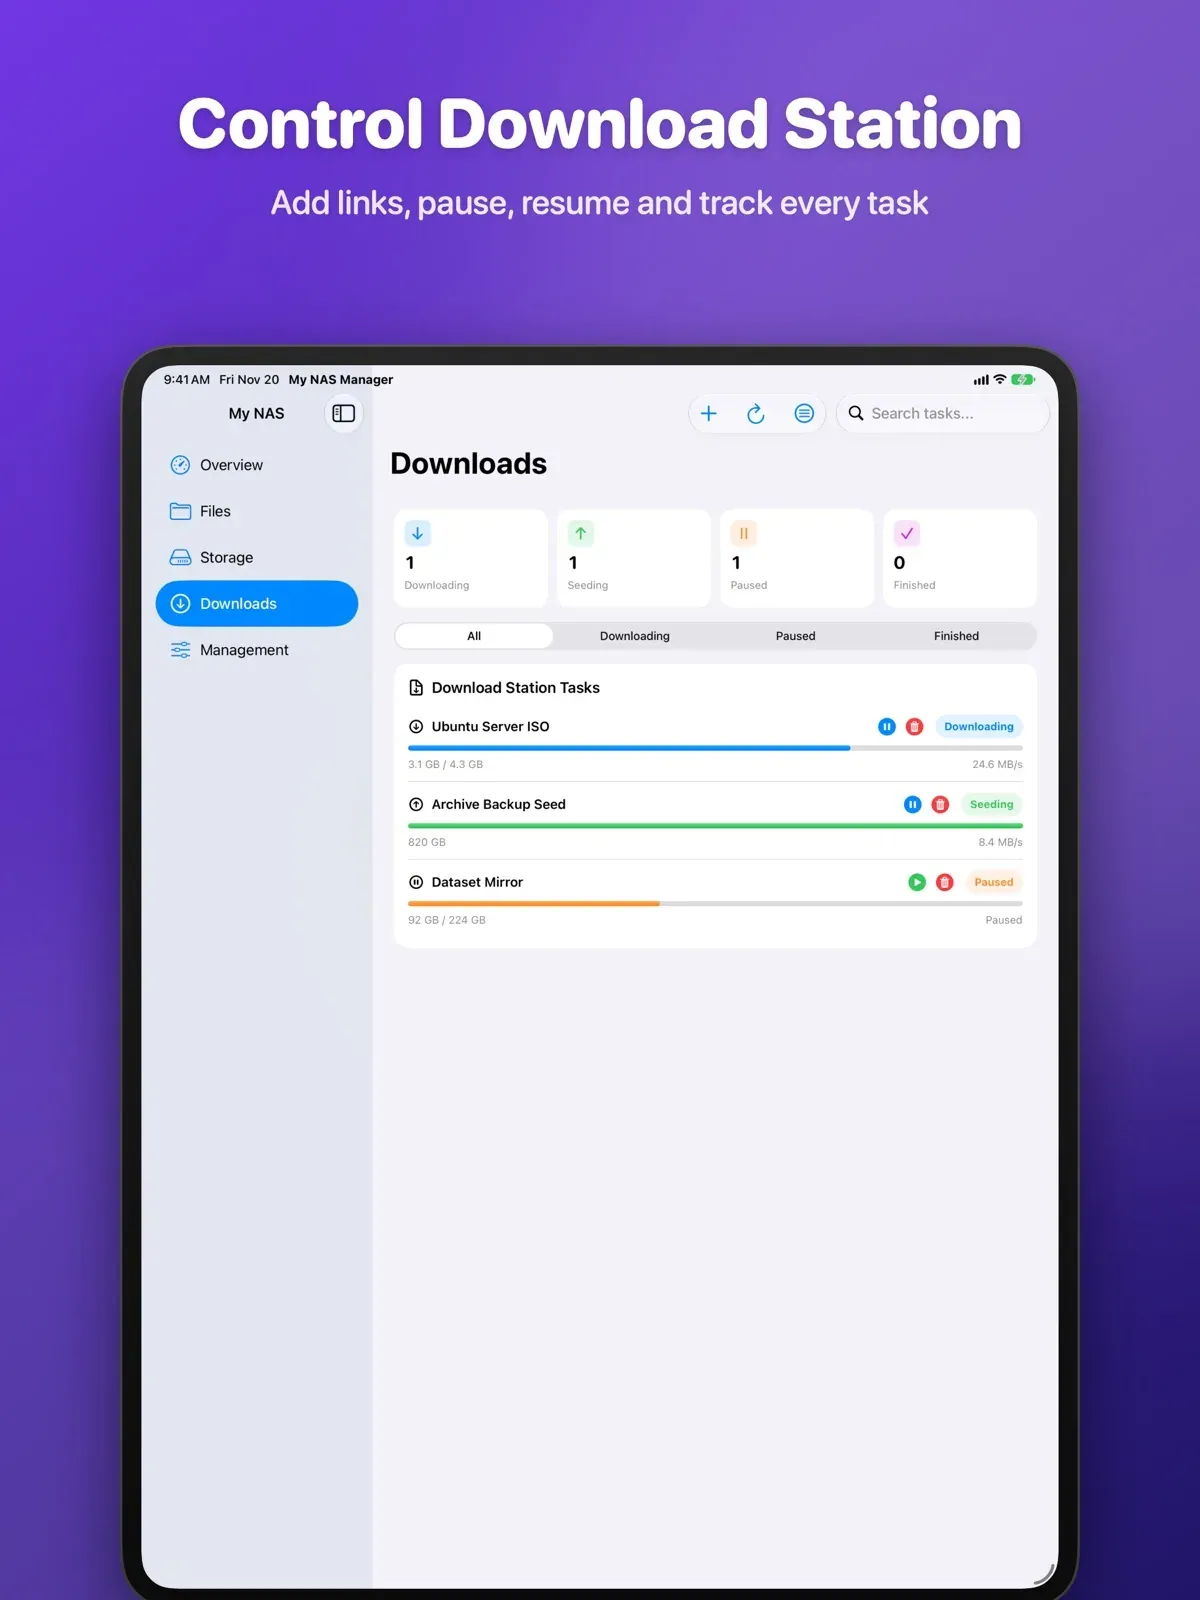 Control Download Station
Add links, pause, resume and track every task
9:41 AM Fri Nov 20 My NAS Manager
My NAS
Search tasks...
Overview
Files
Storage
Downloads
Management
Downloads
1
Downloading
1
Seeding
1
Paused
0
Finished
All Downloading Paused Finished
Download Station Tasks
Ubuntu Server ISO Downloading
3.1 GB / 4.3 GB 24.6 MB/s
Archive Backup Seed Seeding
820 GB 8.4 MB/s
Dataset Mirror Paused
92 GB / 224 GB Paused